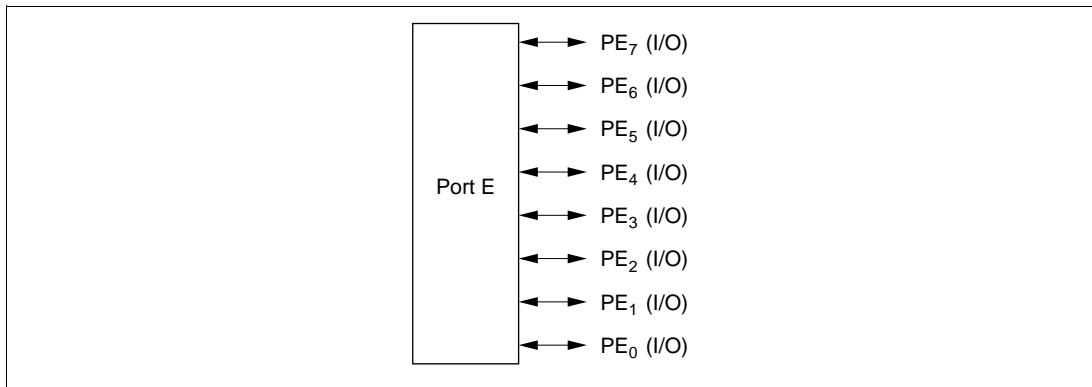 PE₇ (I/O)
PE₆ (I/O)
PE₅ (I/O)
PE₄ (I/O)
Port E
PE₃ (I/O)
PE₂ (I/O)
PE₁ (I/O)
PE₀ (I/O)